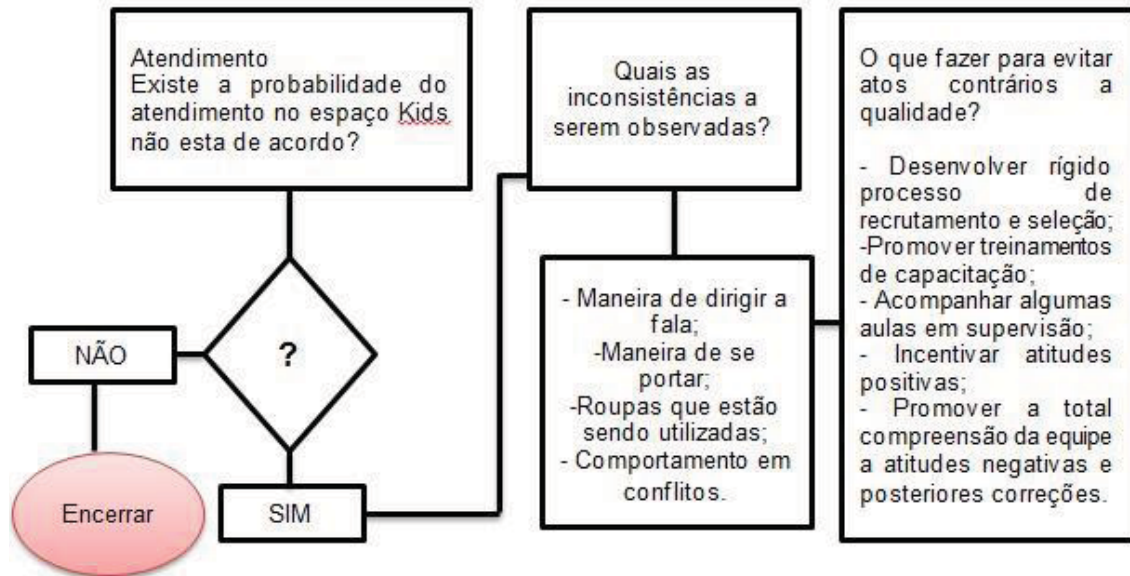 Atendimento
Existe a probabilidade do
atendimento no espaço Kids
não esta de acordo?
?
NÃO
Encerrar
SIM
Quais as
inconsistências a
serem observadas?
- Maneira de dirigir a
fala;
-Maneira de se
portar;
-Roupas que estão
sendo utilizadas;
- Comportamento em
conflitos.
O que fazer para evitar
atos contrários a
qualidade?
- Desenvolver rígido
processo de
recrutamento e seleção;
-Promover treinamentos
de capacitação;
- Acompanhar algumas
aulas em supervisão;
- Incentivar atitudes
positivas;
- Promover a total
compreensão da equipe
a atitudes negativas e
posteriores correções.